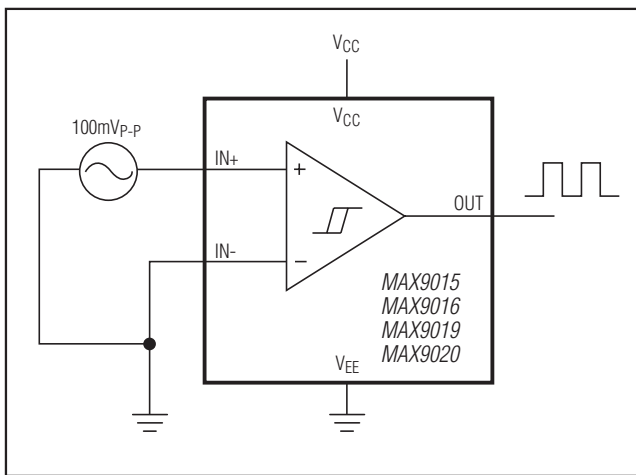 VCC
VCC
100mVP-P
IN+
+
OUT
IN-
−
MAX9015
MAX9016
MAX9019
MAX9020
VEE